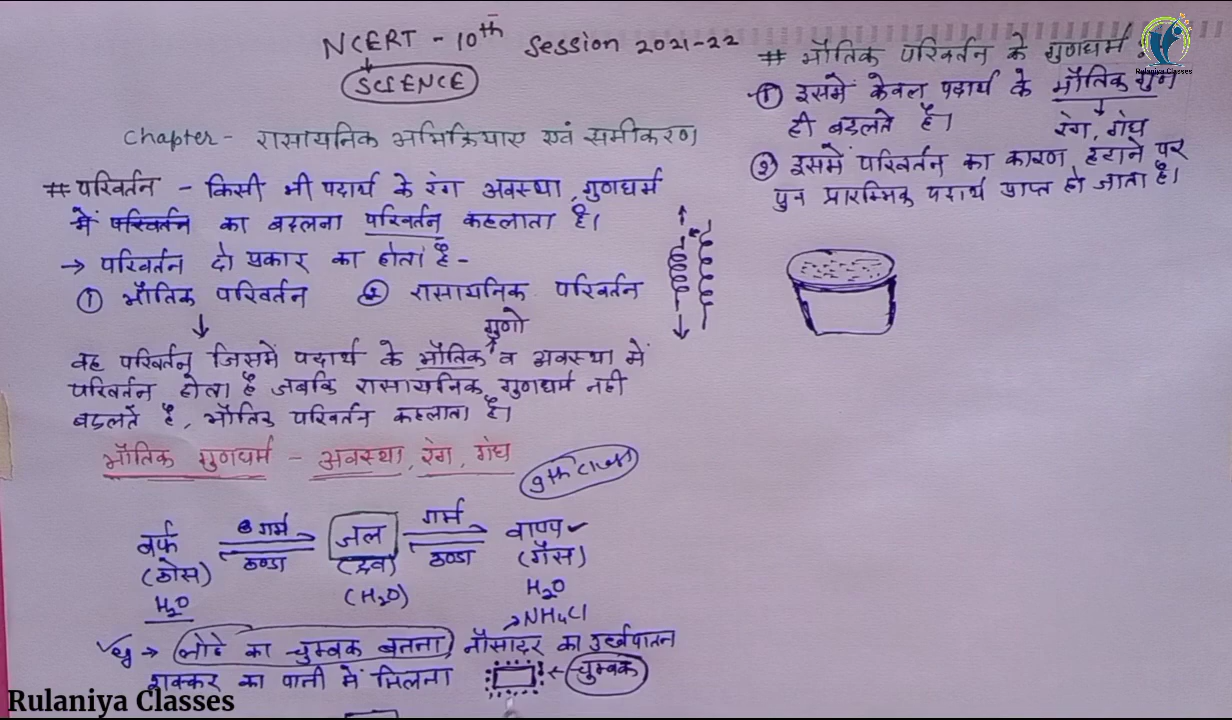 NCERT - 10th Session 2021-22
SCIENCE
Chapter - रासायनिक अभिक्रियाए एवं समीकरण
# परिवर्तन - किसी भी पदार्थ के रंग अवस्था, गुणधर्म
में परिवर्तन का बदलना परिवर्तन कहलाता है।
→ परिवर्तन दो प्रकार का होता है -
① भौतिक परिवर्तन ② रासायनिक परिवर्तन
गुणो
वह परिवर्तन जिसमें पदार्थ के भौतिक व अवस्था में
परिवर्तन होता है जबकि रासायनिक गुणधर्म नही
बदलते है, भौतिक परिवर्तन कहलाता है।
भौतिक गुणधर्म - अवस्था, रंग, गंध
9th class
बर्फ गर्म जल गर्म वाष्प
(ठोस) ठण्डा (द्रव) ठण्डा (गैस)
H₂O (H₂O) H₂O
→NH4Cl
→ लोहे का चुम्बक बनना, नौसादर का उर्ध्वपातन
शक्कर का पानी में मिलना ← चुम्बक
# भौतिक परिवर्तन के गुणधर्म
① इसमें केवल पदार्थ के भौतिक गुण
ही बदलते है। रंग, गंध
② इसमें परिवर्तन का कारण हटाने पर
पुन प्रारम्भिक पदार्थ प्राप्त हो जाता है।
Rulaniya Classes
Rulaniya Classes